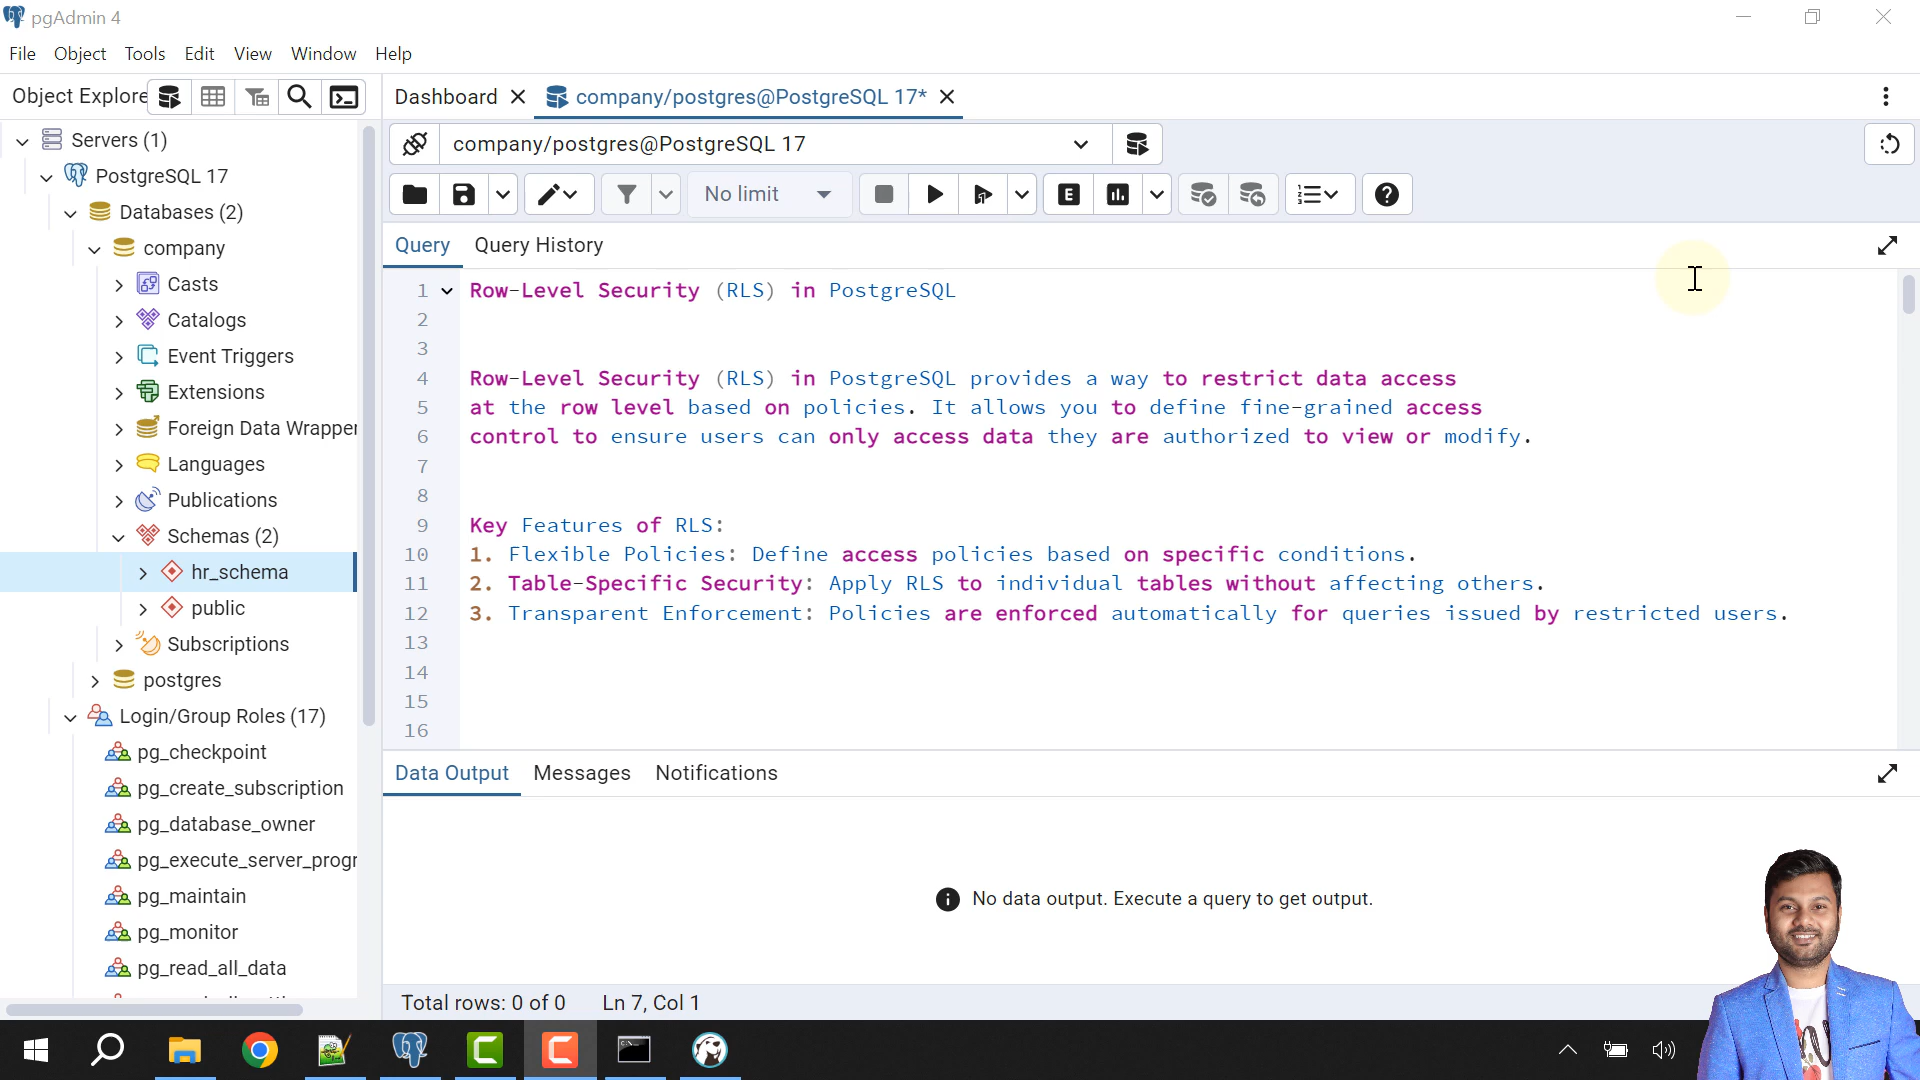 pgAdmin 4
File Object Tools Edit View Window Help
Object Explore
Dashboard
company/postgres@PostgreSQL 17*
company/postgres@PostgreSQL 17
No limit
E
Query Query History
Servers (1)
PostgreSQL 17
Databases (2)
company
Casts
Catalogs
Event Triggers
Extensions
Foreign Data Wrapper
Languages
Publications
Schemas (2)
hr_schema
public
Subscriptions
postgres
Login/Group Roles (17)
pg_checkpoint
pg_create_subscription
pg_database_owner
pg_execute_server_progr
pg_maintain
pg_monitor
pg_read_all_data
1 Row-Level Security (RLS) in PostgreSQL
2
3
4 Row-Level Security (RLS) in PostgreSQL provides a way to restrict data access
5 at the row level based on policies. It allows you to define fine-grained access
6 control to ensure users can only access data they are authorized to view or modify.
7
8
9 Key Features of RLS:
10 1. Flexible Policies: Define access policies based on specific conditions.
11 2. Table-Specific Security: Apply RLS to individual tables without affecting others.
12 3. Transparent Enforcement: Policies are enforced automatically for queries issued by restricted users.
13
14
15
16
Data Output Messages Notifications
No data output. Execute a query to get output.
Total rows: 0 of 0 Ln 7, Col 1